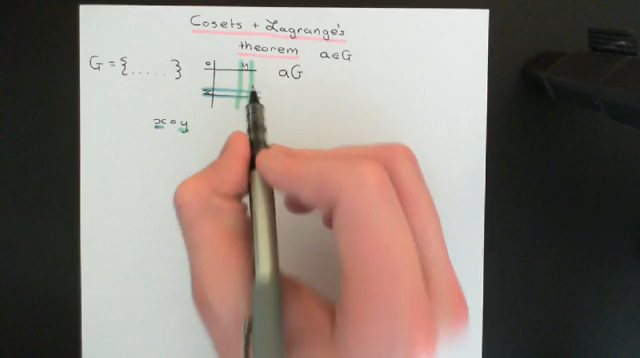 Cosets + Lagrange's
theorem a∈G
G = {.....} o y aG
x
x = y